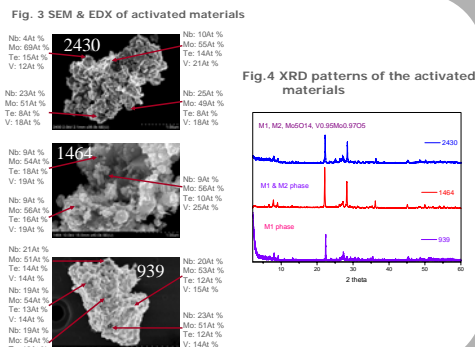 Fig. 3 SEM & EDX of activated materials
Nb: 4At %
Mo: 69At %
Te: 15At %
V: 12At %
2430
Nb: 10At %
Mo: 55At %
Te: 14At %
V: 21At %
Nb: 23At %
Mo: 51At %
Te: 8At %
V: 18At %
Nb: 25At %
Mo: 49At %
Te: 8At %
V: 18At %
Nb: 9At %
Mo: 54At %
Te: 18At %
V: 19At %
1464
Nb: 9At %
Mo: 56At %
Te: 16At %
V: 19At %
Nb: 9At %
Mo: 56At %
Te: 10At %
V: 25At %
Nb: 21At %
Mo: 51At %
Te: 14At %
V: 14At %
939
Nb: 20At %
Mo: 53At %
Te: 12At %
V: 15At %
Nb: 19At %
Mo: 54At %
Te: 13At %
V: 14At %
Nb: 19At %
Mo: 54At %
Nb: 23At %
Mo: 51At %
Te: 12At %
V: 14At %
Fig.4 XRD patterns of the activated
materials
M1, M2, Mo5O14, V0.95Mo0.97O5
2430
M1 & M2 phase
1464
M1 phase
939
10 20 30 40 50 60
2 theta